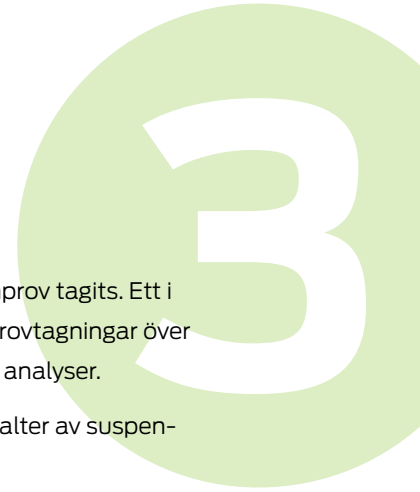 3
prov tagits. Ett i
rovtagningar över
analyser.
alter av suspen-